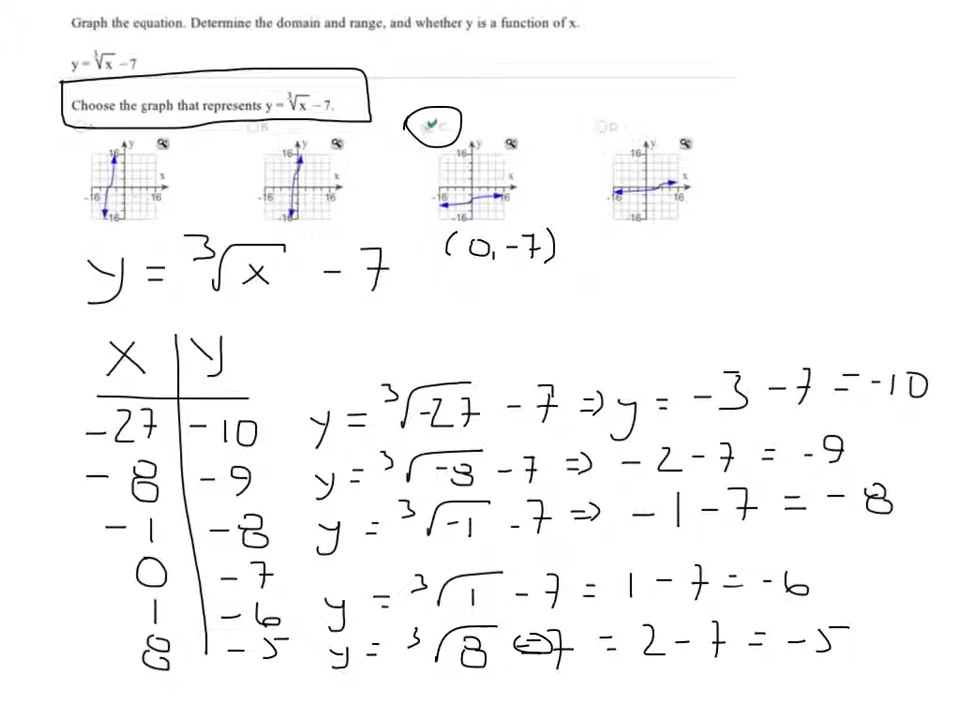 Graph the equation. Determine the domain and range, and whether y is a function of x.
y = ∛x - 7
Choose the graph that represents y = ∛x - 7.
B. C. D.
16 y 16 y 16 y 16 y
x x x x
-16 16 -16 16 -16 16 -16 16
-16 -16 -16 -16
y = ∛x - 7 (0, -7)
x y
-27 -10 y = ∛-27 - 7 ⇒ y = -3 - 7 = -10
-8 -9 y = ∛-8 - 7 ⇒ -2 - 7 = -9
-1 -8 y = ∛-1 - 7 ⇒ -1 - 7 = -8
0 -7
1 -6 y = ∛1 - 7 = 1 - 7 = -6
8 -5 y = ∛8 - 7 = 2 - 7 = -5